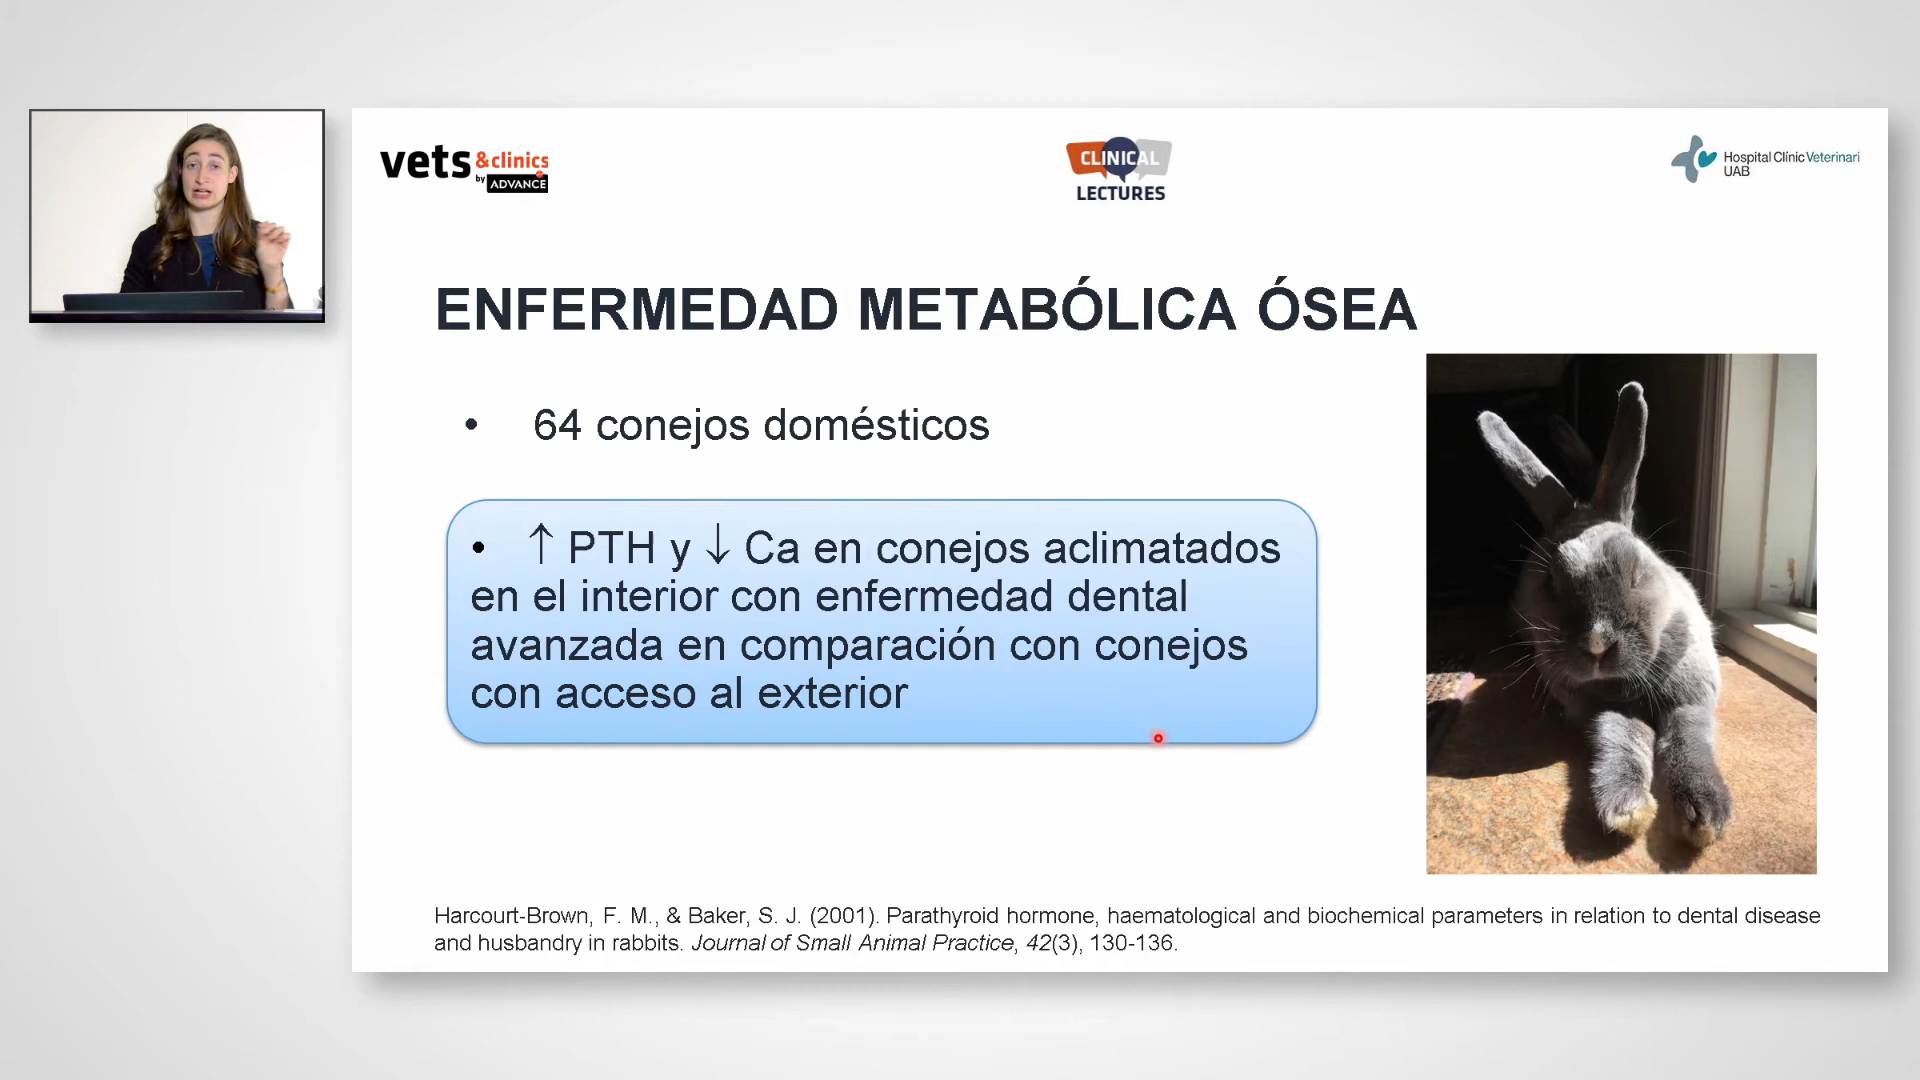 vets &clinics
by ADVANCE
CLINICAL
LECTURES
Hospital Clínic Veterinari
UAB
ENFERMEDAD METABÓLICA ÓSEA
• 64 conejos domésticos
• ↑ PTH y ↓ Ca en conejos aclimatados
en el interior con enfermedad dental
avanzada en comparación con conejos
con acceso al exterior
Harcourt-Brown, F. M., & Baker, S. J. (2001). Parathyroid hormone, haematological and biochemical parameters in relation to dental disease
and husbandry in rabbits. Journal of Small Animal Practice, 42(3), 130-136.